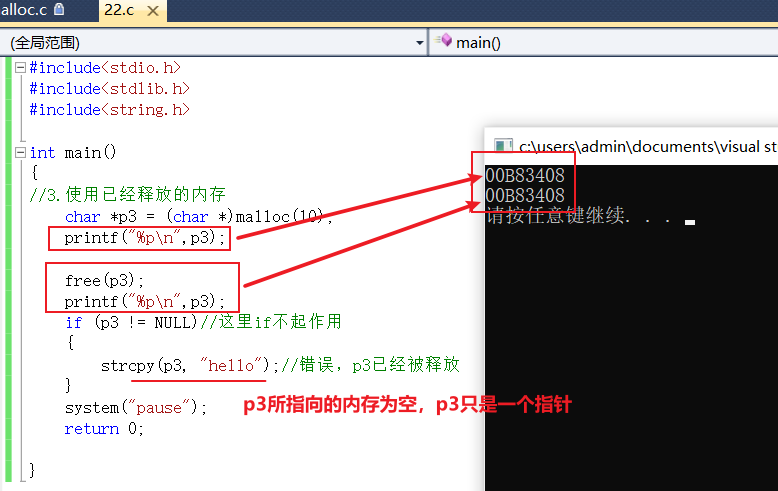 alloc.c
22.c
(全局范围)
main()
#include<stdio.h>
#include<stdlib.h>
#include<string.h>
int main()
{
//3.使用已经释放的内存
char *p3 = (char *)malloc(10);
printf("%p\n",p3);
free(p3);
printf("%p\n",p3);
if (p3 != NULL)//这里if不起作用
{
strcpy(p3, "hello");//错误，p3已经被释放
}
system("pause");
return 0;
}
p3所指向的内存为空，p3只是一个指针
c:\users\admin\documents\visual st
00B83408
00B83408
请按任意键继续. . .